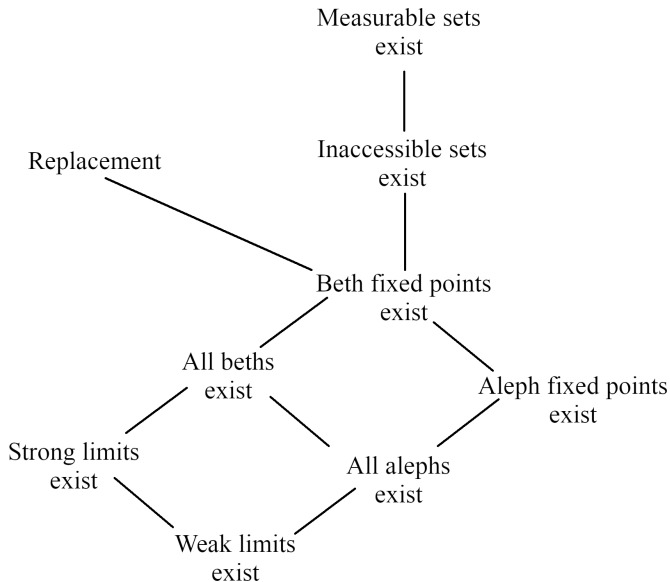 Measurable sets
exist
Inaccessible sets
exist
Replacement
Beth fixed points
exist
All beths
exist
Aleph fixed points
exist
Strong limits
exist
All alephs
exist
Weak limits
exist